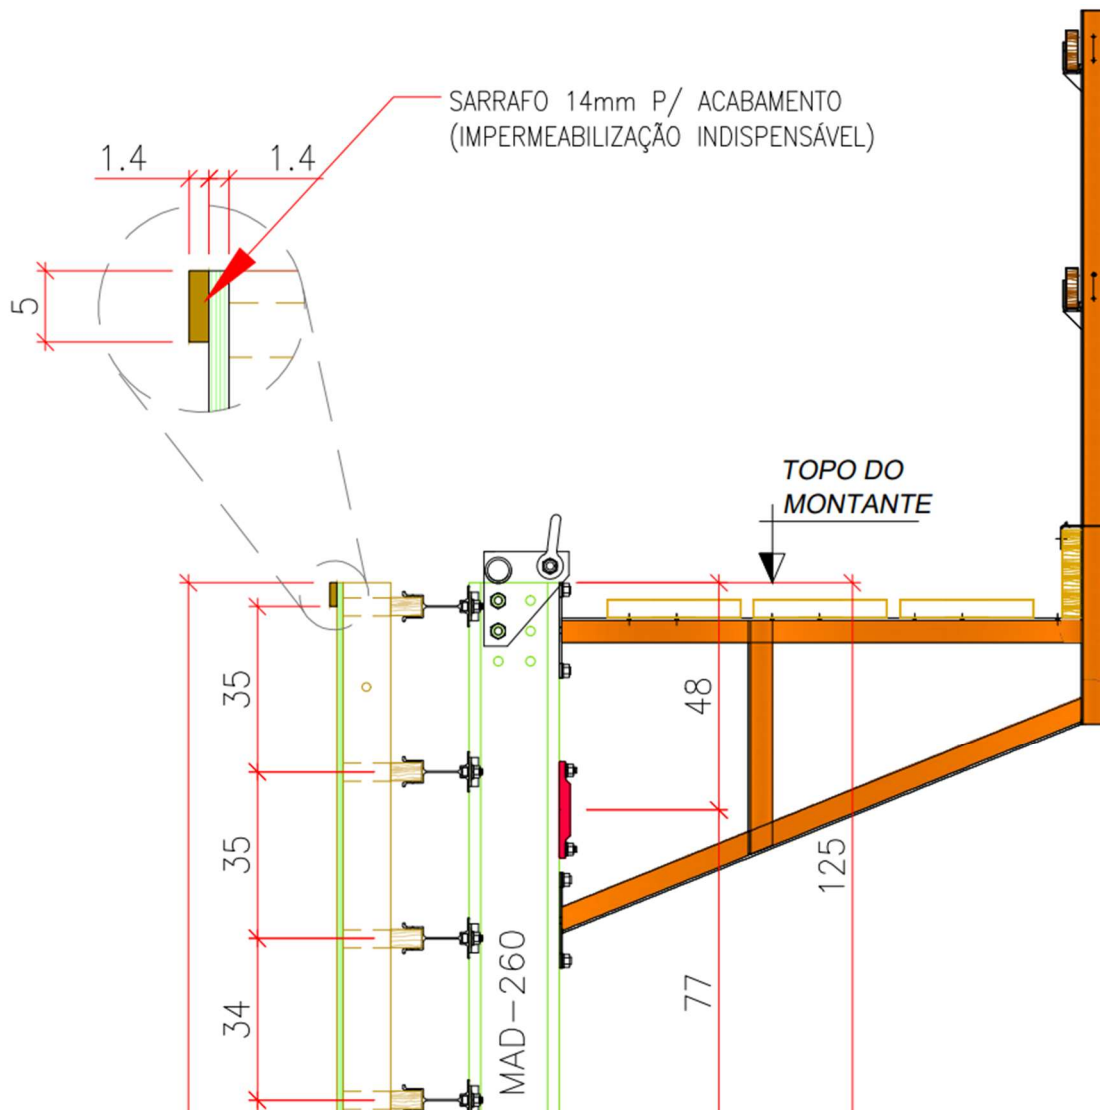 SARRAFO 14mm P/ ACABAMENTO
(IMPERMEABILIZAÇÃO INDISPENSÁVEL)
1.4
1.4
5
TOPO DO
MONTANTE
35
48
35
125
34
MAD-260
77